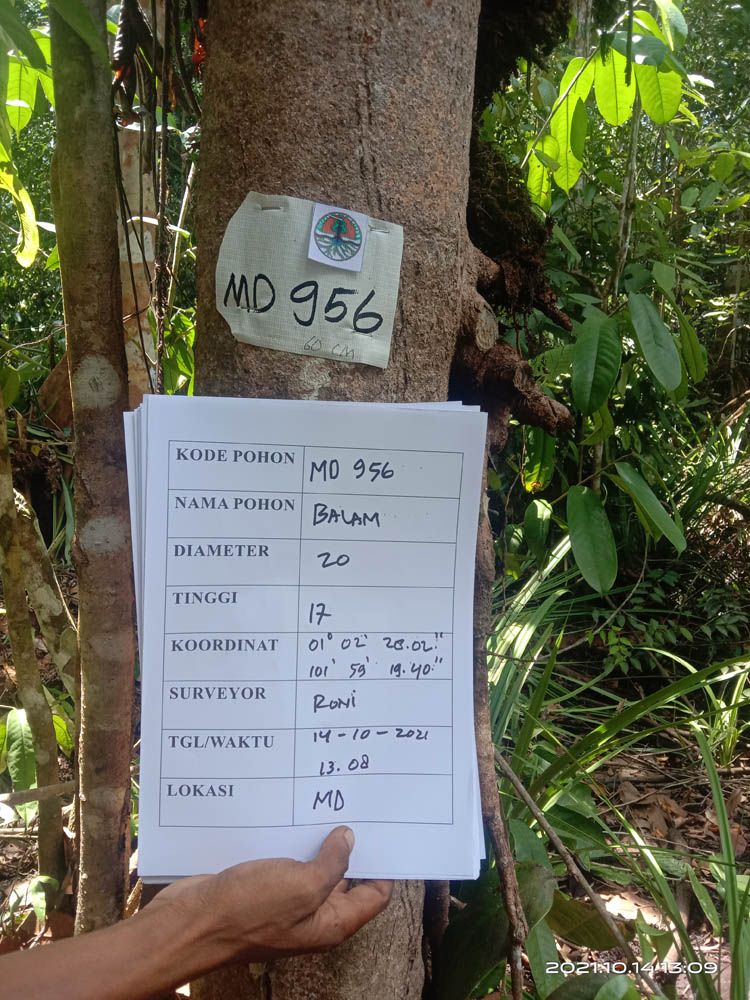 MD 956
60 CM
KODE POHON MD 956
NAMA POHON BALAM
DIAMETER 20
TINGGI 17
KOORDINAT 01° 02' 28.02"
101' 59' 19.40"
SURVEYOR RONI
TGL/WAKTU 14-10-2021
13.08
LOKASI MD
2021.10.14 13:09